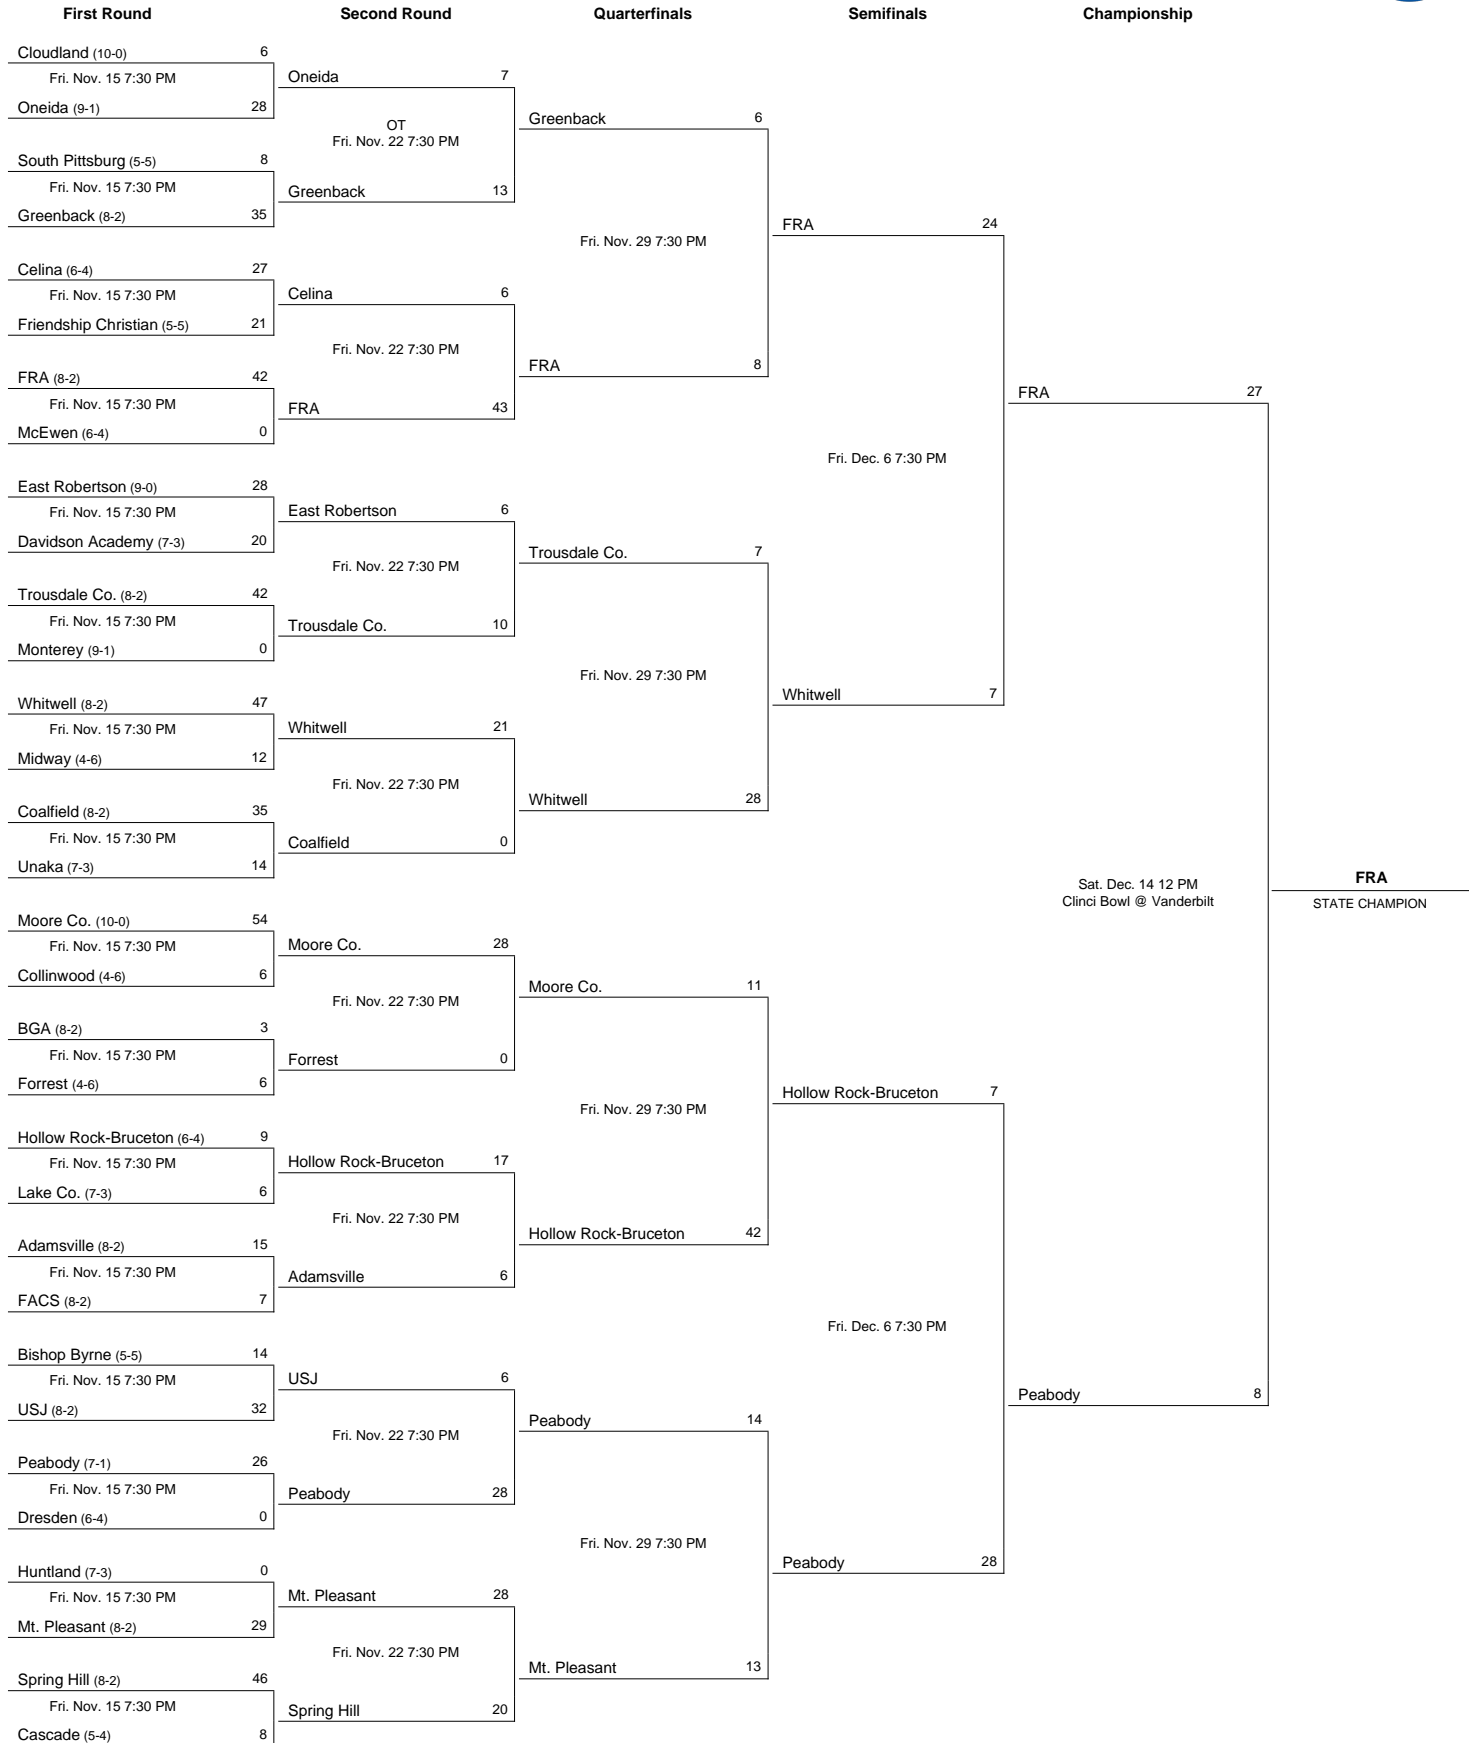 First Round
Second Round
Quarterfinals
Semifinals
Championship
Cloudland (10-0) 6
Fri. Nov. 15 7:30 PM
Oneida (9-1) 28
South Pittsburg (5-5) 8
Fri. Nov. 15 7:30 PM
Greenback (8-2) 35
Celina (6-4) 27
Fri. Nov. 15 7:30 PM
Friendship Christian (5-5) 21
FRA (8-2) 42
Fri. Nov. 15 7:30 PM
McEwen (6-4) 0
East Robertson (9-0) 28
Fri. Nov. 15 7:30 PM
Davidson Academy (7-3) 20
Trousdale Co. (8-2) 42
Fri. Nov. 15 7:30 PM
Monterey (9-1) 0
Whitwell (8-2) 47
Fri. Nov. 15 7:30 PM
Midway (4-6) 12
Coalfield (8-2) 35
Fri. Nov. 15 7:30 PM
Unaka (7-3) 14
Moore Co. (10-0) 54
Fri. Nov. 15 7:30 PM
Collinwood (4-6) 6
BGA (8-2) 3
Fri. Nov. 15 7:30 PM
Forrest (4-6) 6
Hollow Rock-Bruceton (6-4) 9
Fri. Nov. 15 7:30 PM
Lake Co. (7-3) 6
Adamsville (8-2) 15
Fri. Nov. 15 7:30 PM
FACS (8-2) 7
Bishop Byrne (5-5) 14
Fri. Nov. 15 7:30 PM
USJ (8-2) 32
Peabody (7-1) 26
Fri. Nov. 15 7:30 PM
Dresden (6-4) 0
Huntland (7-3) 0
Fri. Nov. 15 7:30 PM
Mt. Pleasant (8-2) 29
Spring Hill (8-2) 46
Fri. Nov. 15 7:30 PM
Cascade (5-4) 8
Oneida 7
OT
Fri. Nov. 22 7:30 PM
Greenback 13
Celina 6
Fri. Nov. 22 7:30 PM
FRA 43
East Robertson 6
Fri. Nov. 22 7:30 PM
Trousdale Co. 10
Whitwell 21
Fri. Nov. 22 7:30 PM
Coalfield 0
Moore Co. 28
Fri. Nov. 22 7:30 PM
Forrest 0
Hollow Rock-Bruceton 17
Fri. Nov. 22 7:30 PM
Adamsville 6
USJ 6
Fri. Nov. 22 7:30 PM
Peabody 28
Mt. Pleasant 28
Fri. Nov. 22 7:30 PM
Spring Hill 20
Greenback 6
Fri. Nov. 29 7:30 PM
FRA 8
Trousdale Co. 7
Fri. Nov. 29 7:30 PM
Whitwell 28
Moore Co. 11
Fri. Nov. 29 7:30 PM
Hollow Rock-Bruceton 42
Peabody 14
Fri. Nov. 29 7:30 PM
Mt. Pleasant 13
FRA 24
Fri. Dec. 6 7:30 PM
Whitwell 7
Hollow Rock-Bruceton 7
Fri. Dec. 6 7:30 PM
Peabody 28
FRA 27
Sat. Dec. 14 12 PM
Clinci Bowl @ Vanderbilt
Peabody 8
FRA
STATE CHAMPION